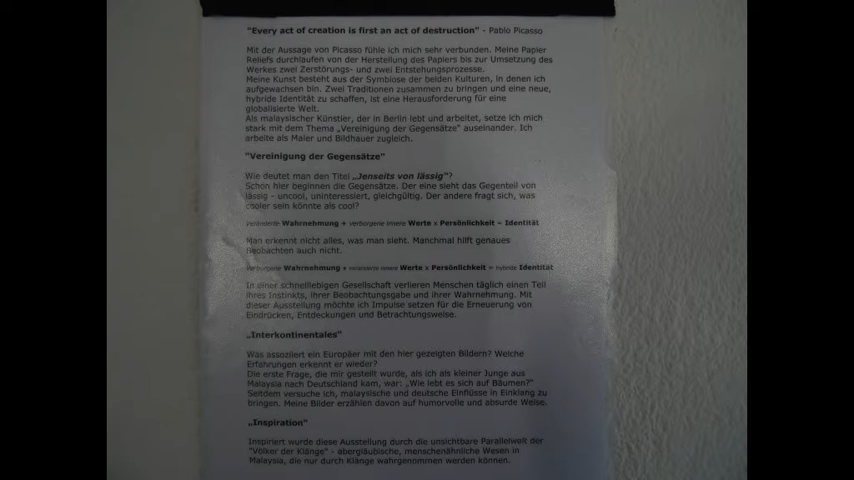 "Every act of creation is first an act of destruction" - Pablo Picasso
Mit der Aussage von Picasso fühle ich mich sehr verbunden. Meine Papier
Reliefs durchlaufen von der Herstellung des Papiers bis zur Umsetzung des
Werkes zwei Zerstörungs- und zwei Entstehungsprozesse.
Meine Kunst besteht aus der Symbiose der beiden Kulturen, in denen ich
aufgewachsen bin. Zwei Traditionen zusammen zu bringen und eine neue,
hybride Identität zu schaffen, ist eine Herausforderung für eine
globalisierte Welt.
Als malaysischer Künstler, der in Berlin lebt und arbeitet, setze ich mich
stark mit dem Thema „Vereinigung der Gegensätze" auseinander. Ich
arbeite als Maler und Bildhauer zugleich.
"Vereinigung der Gegensätze"
Wie deutet man den Titel „Jenseits von lässig"?
Schon hier beginnen die Gegensätze. Der eine sieht das Gegenteil von
lässig - uncool, uninteressiert, gleichgültig. Der andere fragt sich, was
cooler sein könnte als cool?
Wahrnehmung + verborgene innere Werte x Persönlichkeit = Identität
Man erkennt nicht alles, was man sieht. Manchmal hilft genaues
Beobachten auch nicht.
Verborgene Wahrnehmung + veränderte innere Werte x Persönlichkeit = hybride Identität
In einer schnelllebigen Gesellschaft verlieren Menschen täglich einen Teil
ihres Instinkts, ihrer Beobachtungsgabe und ihrer Wahrnehmung. Mit
dieser Ausstellung möchte ich Impulse setzen für die Erneuerung von
Eindrücken, Entdeckungen und Betrachtungsweise.
„Interkontinentales"
Was assoziiert ein Europäer mit den hier gezeigten Bildern? Welche
Erfahrungen erkennt er wieder?
Die erste Frage, die mir gestellt wurde, als ich als kleiner Junge aus
Malaysia nach Deutschland kam, war: „Wie lebt es sich auf Bäumen?"
Seitdem versuche ich, malaysische und deutsche Einflüsse in Einklang zu
bringen. Meine Bilder erzählen davon auf humorvolle und absurde Weise.
„Inspiration"
Inspiriert wurde diese Ausstellung durch die unsichtbare Parallelwelt der
"Völker der Klänge" - abergläubische, menschenähnliche Wesen in
Malaysia, die nur durch Klänge wahrgenommen werden können.